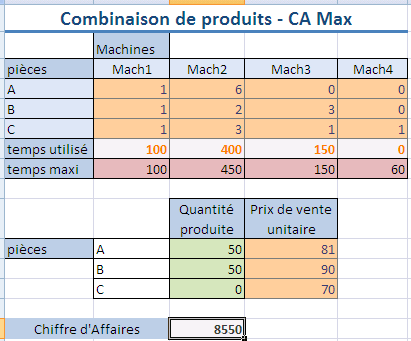 Combinaison de produits - CA Max
Machines
pièces Mach1 Mach2 Mach3 Mach4
A 1 6 0 0
B 1 2 3 0
C 1 3 1 1
temps utilisé 100 400 150 0
temps maxi 100 450 150 60
Quantité produite Prix de vente unitaire
pièces A 50 81
B 50 90
C 0 70
Chiffre d'Affaires 8550